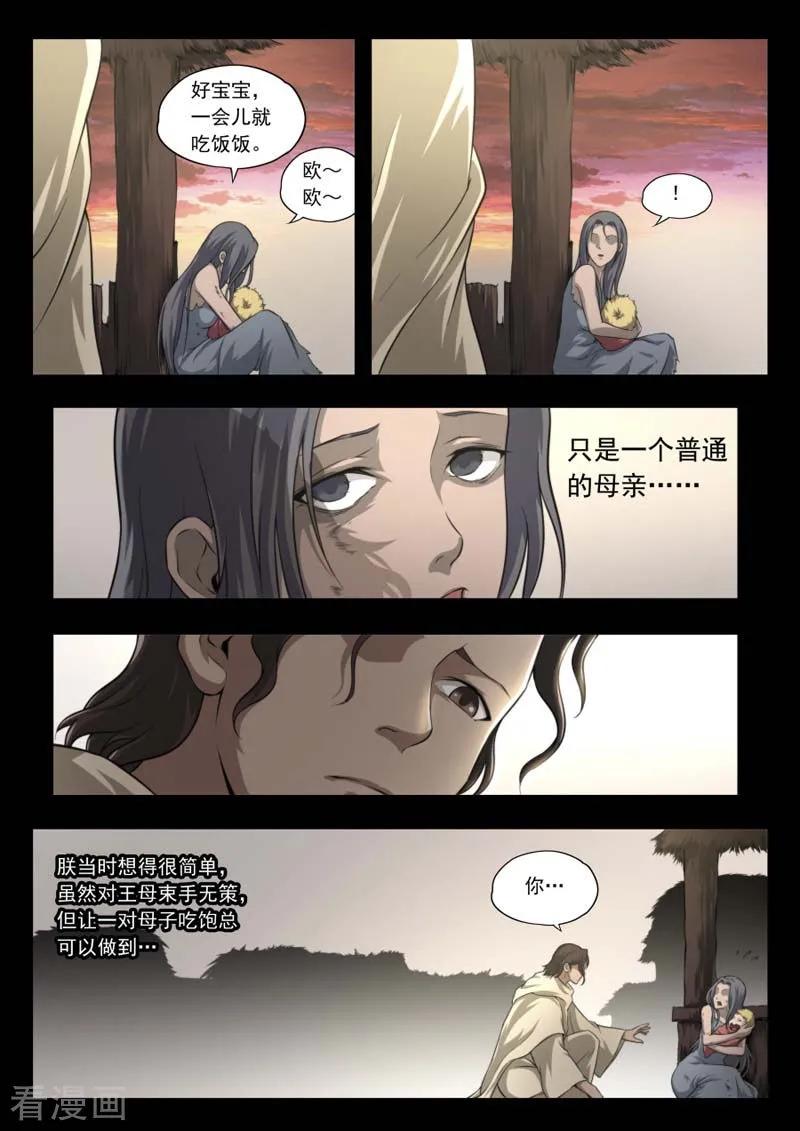 好宝宝，
一会儿就
吃饭饭。
欧～
欧～
！
只是一个普通
的母亲……
朕当时想得很简单，
虽然对王母束手无策，
但让一对母子吃饱总
可以做到…
你…
看漫画